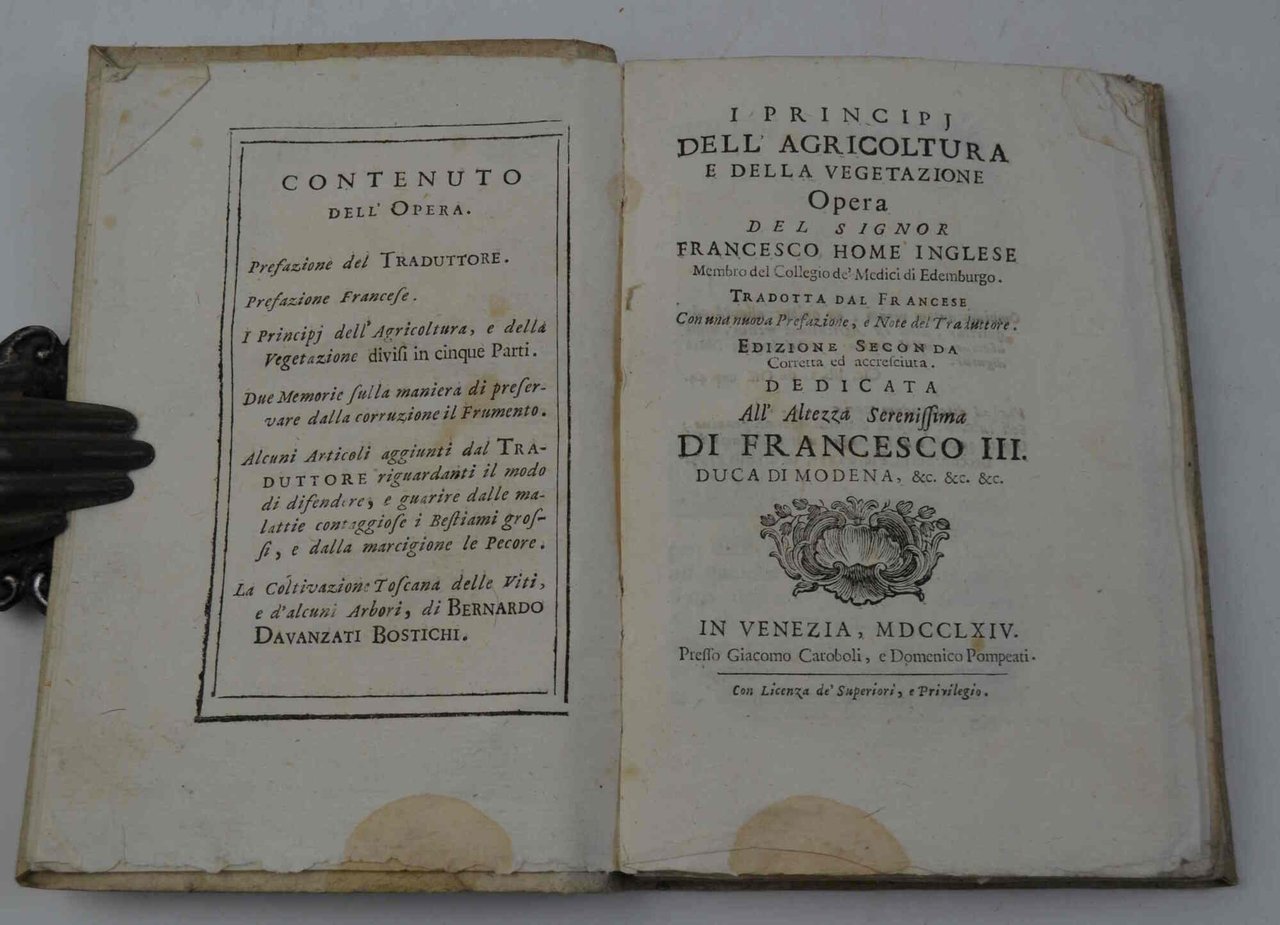 CONTENUTO
DELL' OPERA.
Prefazione del TRADUTTORE.
Prefazione Franceſe.
I Principj dell' Agricoltura, e della
Vegetazione diviſi in cinque Parti.
Due Memorie ſulla maniera di preſer-
vare dalla corruzione il Frumento.
Alcuni Articoli aggiunti dal TRA-
DUTTORE riguardanti il modo
di difendere, e guarire dalle ma-
lattie contaggioſe i Beſtiami groſ-
ſi, e dalla marcigione le Pecore.
La Coltivazione Toſcana delle Viti,
e d'alcuni Arbori, di BERNARDO
DAVANZATI BOSTICHI.
I PRINCIPJ
DELL' AGRICOLTURA
E DELLA VEGETAZIONE
Opera
DEL SIGNOR
FRANCESCO HOME INGLESE
Membro del Collegio de' Medici di Edemburgo.
TRADOTTA DAL FRANCESE
Con una nuova Prefazione, e Note del Traduttore.
EDIZIONE SECONDA
Corretta ed accreſciuta.
DEDICATA
All' Altezza Sereniſſima
DI FRANCESCO III.
DUCA DI MODENA, &c. &c. &c.
IN VENEZIA, MDCCLXIV.
Preſſo Giacomo Caroboli, e Domenico Pompeati.
Con Licenza de' Superiori, e Privilegio.